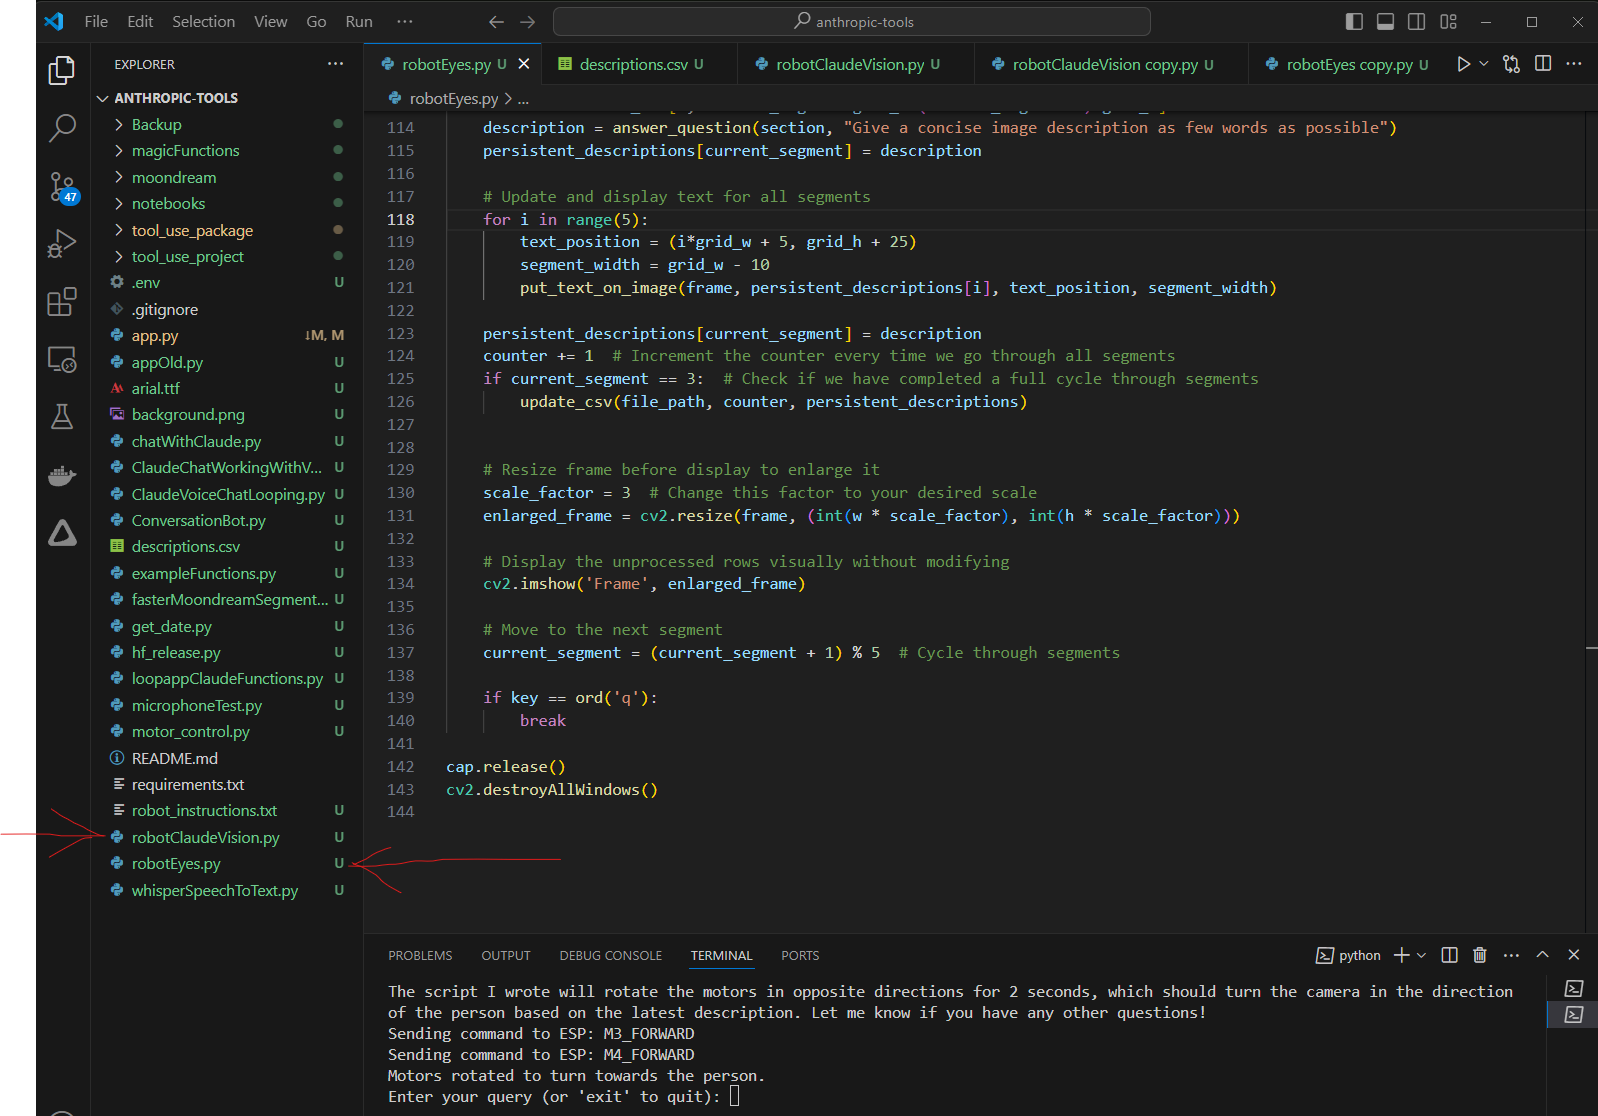 File Edit Selection View Go Run ···
anthropic-tools
EXPLORER
ANTHROPIC-TOOLS
Backup
magicFunctions
moondream
notebooks
tool_use_package
tool_use_project
.env U
.gitignore
app.py ↓M, M
appOld.py U
arial.ttf U
background.png U
chatWithClaude.py U
ClaudeChatWorkingWithV... U
ClaudeVoiceChatLooping.py U
ConversationBot.py U
descriptions.csv U
exampleFunctions.py U
fasterMoondreamSegment... U
get_date.py U
hf_release.py U
loopappClaudeFunctions.py U
microphoneTest.py U
motor_control.py U
README.md
requirements.txt
robot_instructions.txt U
robotClaudeVision.py U
robotEyes.py U
whisperSpeechToText.py U
47
robotEyes.py U
descriptions.csv U
robotClaudeVision.py U
robotClaudeVision copy.py U
robotEyes copy.py U
robotEyes.py > ...
114 description = answer_question(section, "Give a concise image description as few words as possible")
115 persistent_descriptions[current_segment] = description
116
117 # Update and display text for all segments
118 for i in range(5):
119 text_position = (i*grid_w + 5, grid_h + 25)
120 segment_width = grid_w - 10
121 put_text_on_image(frame, persistent_descriptions[i], text_position, segment_width)
122
123 persistent_descriptions[current_segment] = description
124 counter += 1 # Increment the counter every time we go through all segments
125 if current_segment == 3: # Check if we have completed a full cycle through segments
126 update_csv(file_path, counter, persistent_descriptions)
127
128
129 # Resize frame before display to enlarge it
130 scale_factor = 3 # Change this factor to your desired scale
131 enlarged_frame = cv2.resize(frame, (int(w * scale_factor), int(h * scale_factor)))
132
133 # Display the unprocessed rows visually without modifying
134 cv2.imshow('Frame', enlarged_frame)
135
136 # Move to the next segment
137 current_segment = (current_segment + 1) % 5 # Cycle through segments
138
139 if key == ord('q'):
140 break
141
142 cap.release()
143 cv2.destroyAllWindows()
144
PROBLEMS OUTPUT DEBUG CONSOLE TERMINAL PORTS
python
The script I wrote will rotate the motors in opposite directions for 2 seconds, which should turn the camera in the direction
of the person based on the latest description. Let me know if you have any other questions!
Sending command to ESP: M3_FORWARD
Sending command to ESP: M4_FORWARD
Motors rotated to turn towards the person.
Enter your query (or 'exit' to quit):